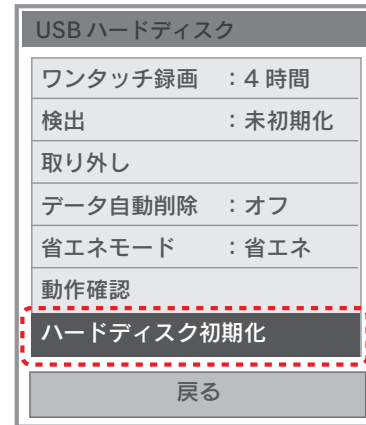 USB ハードディスク
ワンタッチ録画 ：4 時間
検出 ：未初期化
取り外し
データ自動削除 ：オフ
省エネモード ：省エネ
動作確認
ハードディスク初期化
戻る